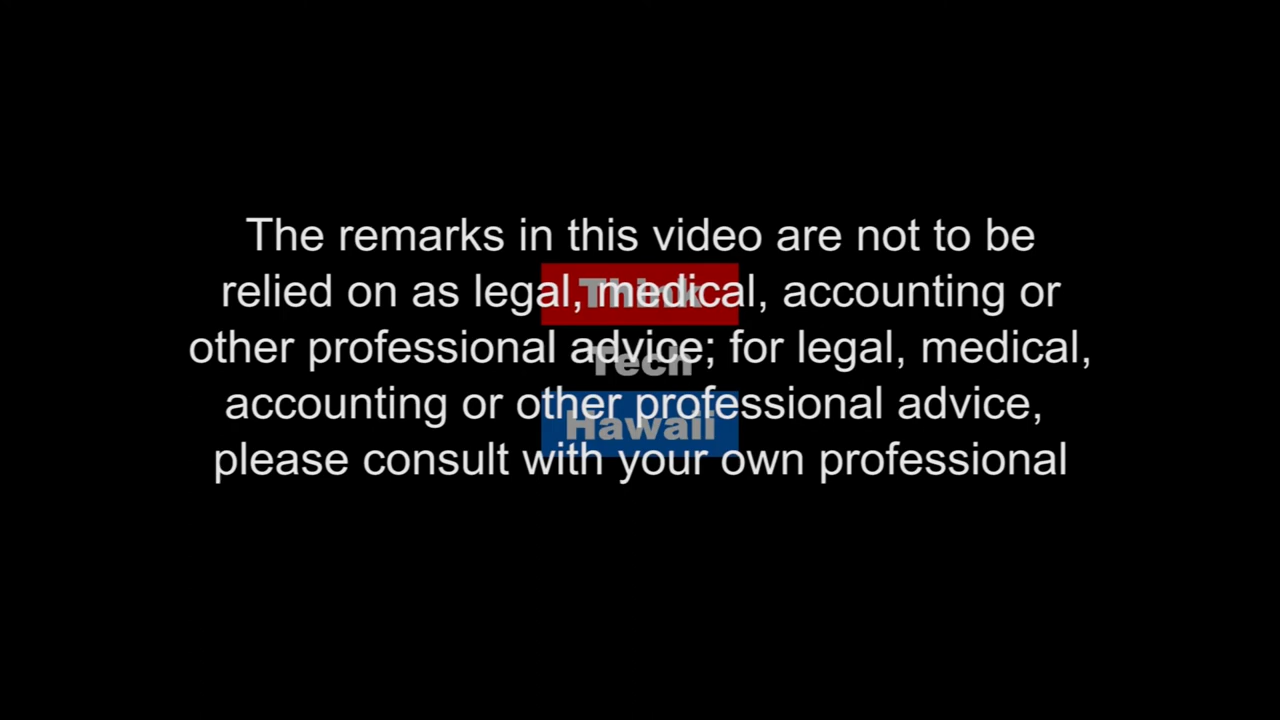 The remarks in this video are not to be
relied on as legal, medical, accounting or
other professional advice; for legal, medical,
accounting or other professional advice,
please consult with your own professional
Think
Tech
Hawaii